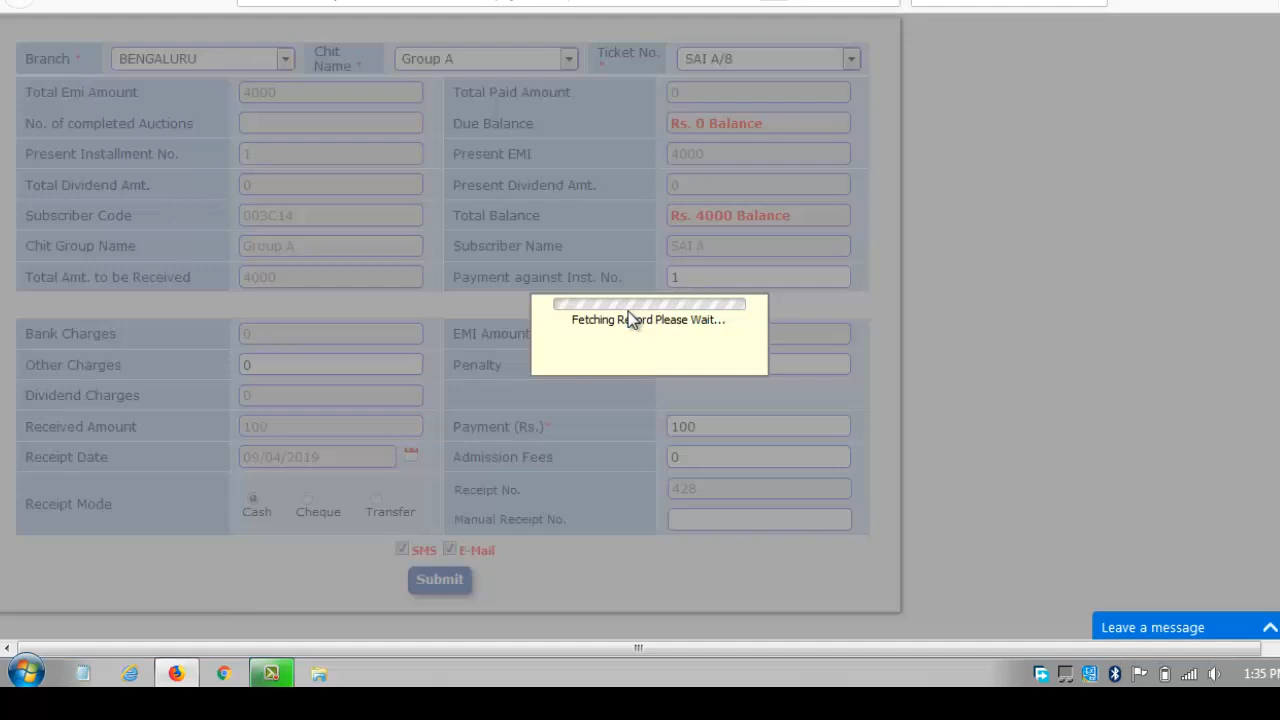 Branch * BENGALURU Chit Name * Group A Ticket No. * SAI A/8
Total Emi Amount 4000 Total Paid Amount 0
No. of completed Auctions Due Balance Rs. 0 Balance
Present Installment No. 1 Present EMI 4000
Total Dividend Amt. 0 Present Dividend Amt. 0
Subscriber Code 003C14 Total Balance Rs. 4000 Balance
Chit Group Name Group A Subscriber Name SAI A
Total Amt. to be Received 4000 Payment against Inst. No. 1
Fetching Record Please Wait...
Bank Charges 0 EMI Amount
Other Charges 0 Penalty
Dividend Charges 0
Received Amount 100 Payment (Rs.)* 100
Receipt Date 09/04/2019 Admission Fees 0
Receipt Mode Cash Cheque Transfer Receipt No. 428
Manual Receipt No.
SMS E-Mail
Submit
Leave a message
1:35